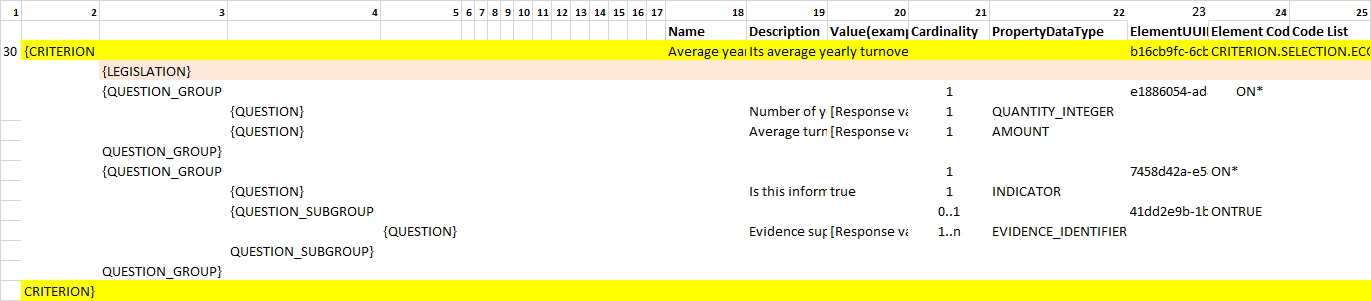 1 2 3 4 5 6 7 8 9 10 11 12 13 14 15 16 17 18 19 20 21 22 23 24 25
Name Description Value(examp Cardinality PropertyDataType ElementUUII Element Cod Code List
30 {CRITERION Average year Its average yearly turnove b16cb9fc-6cb CRITERION.SELECTION.ECO
{LEGISLATION}
{QUESTION_GROUP 1 e1886054-ad ON*
{QUESTION} Number of y [Response va 1 QUANTITY_INTEGER
{QUESTION} Average turn [Response va 1 AMOUNT
QUESTION_GROUP}
{QUESTION_GROUP 1 7458d42a-e5 ON*
{QUESTION} Is this inform true 1 INDICATOR
{QUESTION_SUBGROUP 0..1 41dd2e9b-1b ONTRUE
{QUESTION} Evidence sup [Response va 1..n EVIDENCE_IDENTIFIER
QUESTION_SUBGROUP}
QUESTION_GROUP}
CRITERION}